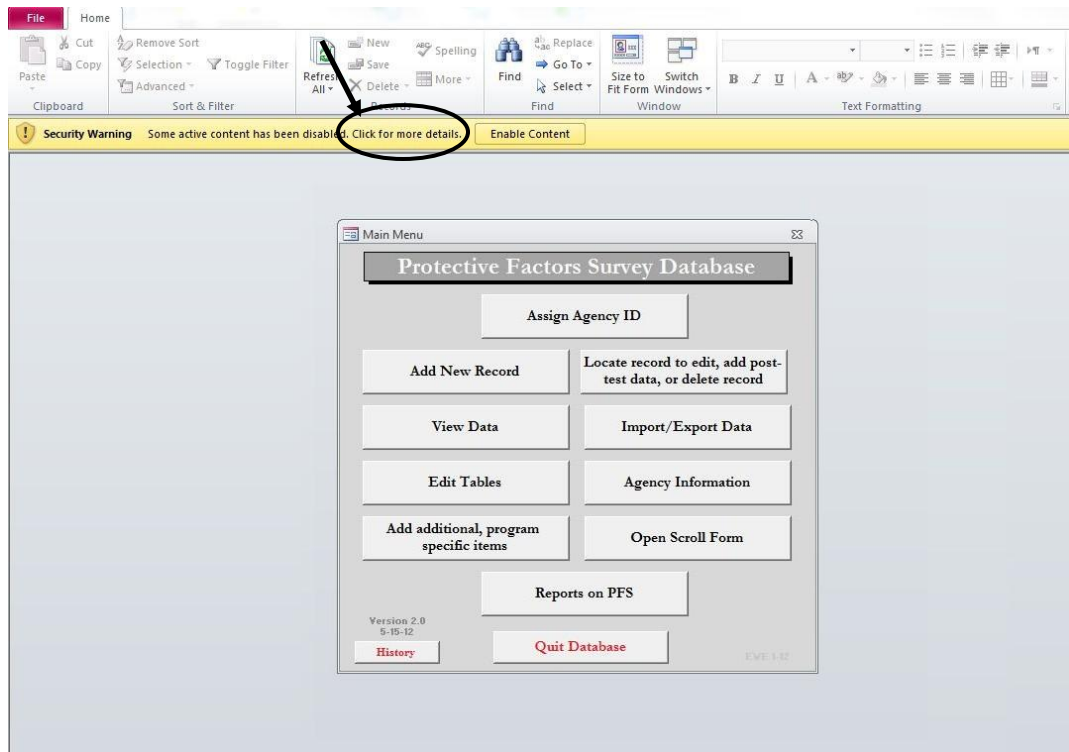 File Home
Cut
Copy
Paste
Clipboard
Remove Sort
Selection
Toggle Filter
Advanced
Sort & Filter
Refresh
All
New
Save
Delete
Spelling
More
Records
Find
Replace
Go To
Select
Find
Size to
Fit Form
Switch
Windows
Window
B I U A
Text Formatting
Security Warning Some active content has been disabled. Click for more details. Enable Content
Main Menu
Protective Factors Survey Database
Assign Agency ID
Add New Record
Locate record to edit, add post-
test data, or delete record
View Data
Import/Export Data
Edit Tables
Agency Information
Add additional, program
specific items
Open Scroll Form
Reports on PFS
Version 2.0
5-15-12
History
Quit Database